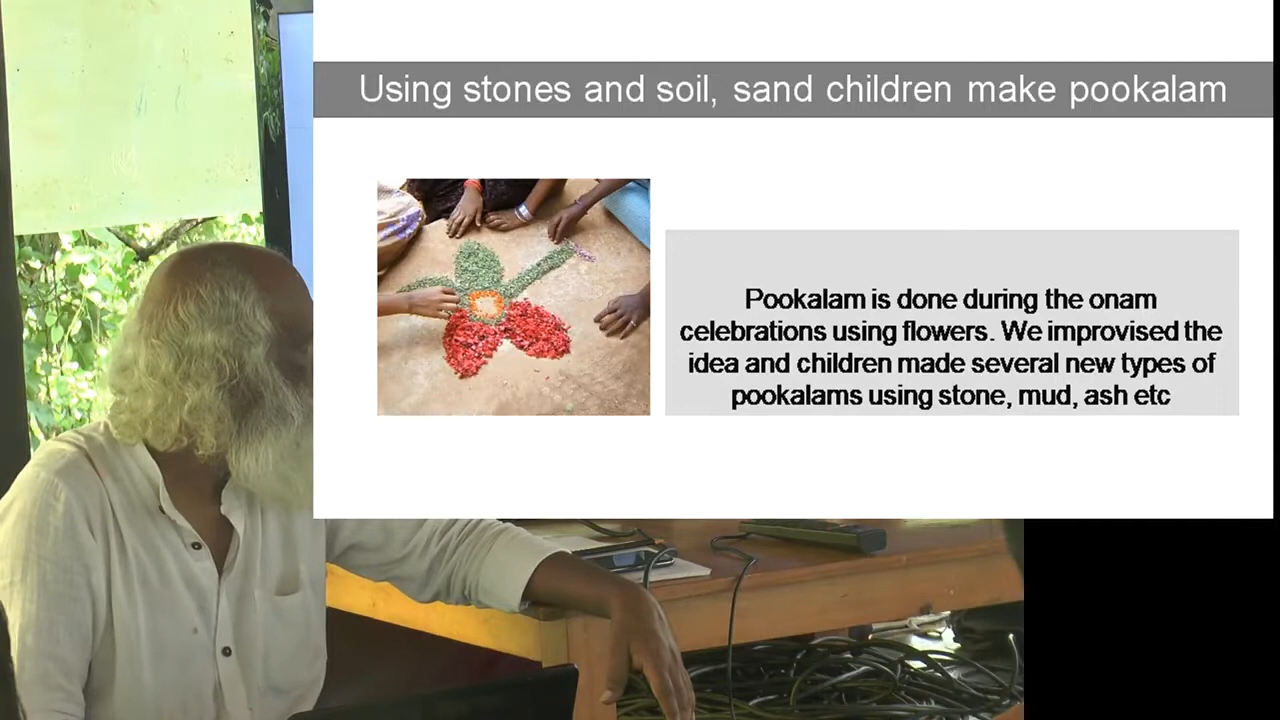 Using stones and soil, sand children make pookalam
Pookalam is done during the onam
celebrations using flowers. We improvised the
idea and children made several new types of
pookalams using stone, mud, ash etc